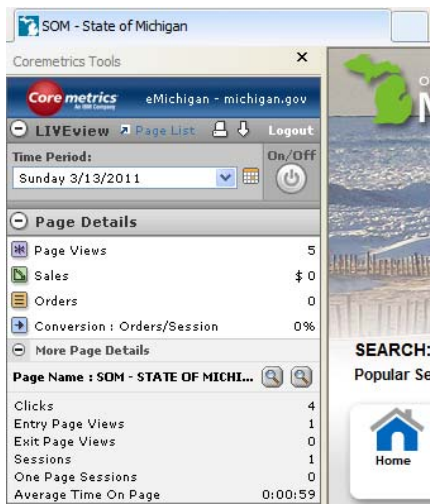 SOM - State of Michigan
Coremetrics Tools x
Coremetrics eMichigan - michigan.gov
An IBM Company
LIVEview Page List Logout
Time Period: On/Off
Sunday 3/13/2011
Page Details
Page Views 5
Sales $ 0
Orders 0
Conversion : Orders/Session 0%
More Page Details
Page Name : SOM - STATE OF MICHI...
Clicks 4
Entry Page Views 1
Exit Page Views 0
Sessions 1
One Page Sessions 0
Average Time On Page 0:00:59
SEARCH:
Popular Se
Home